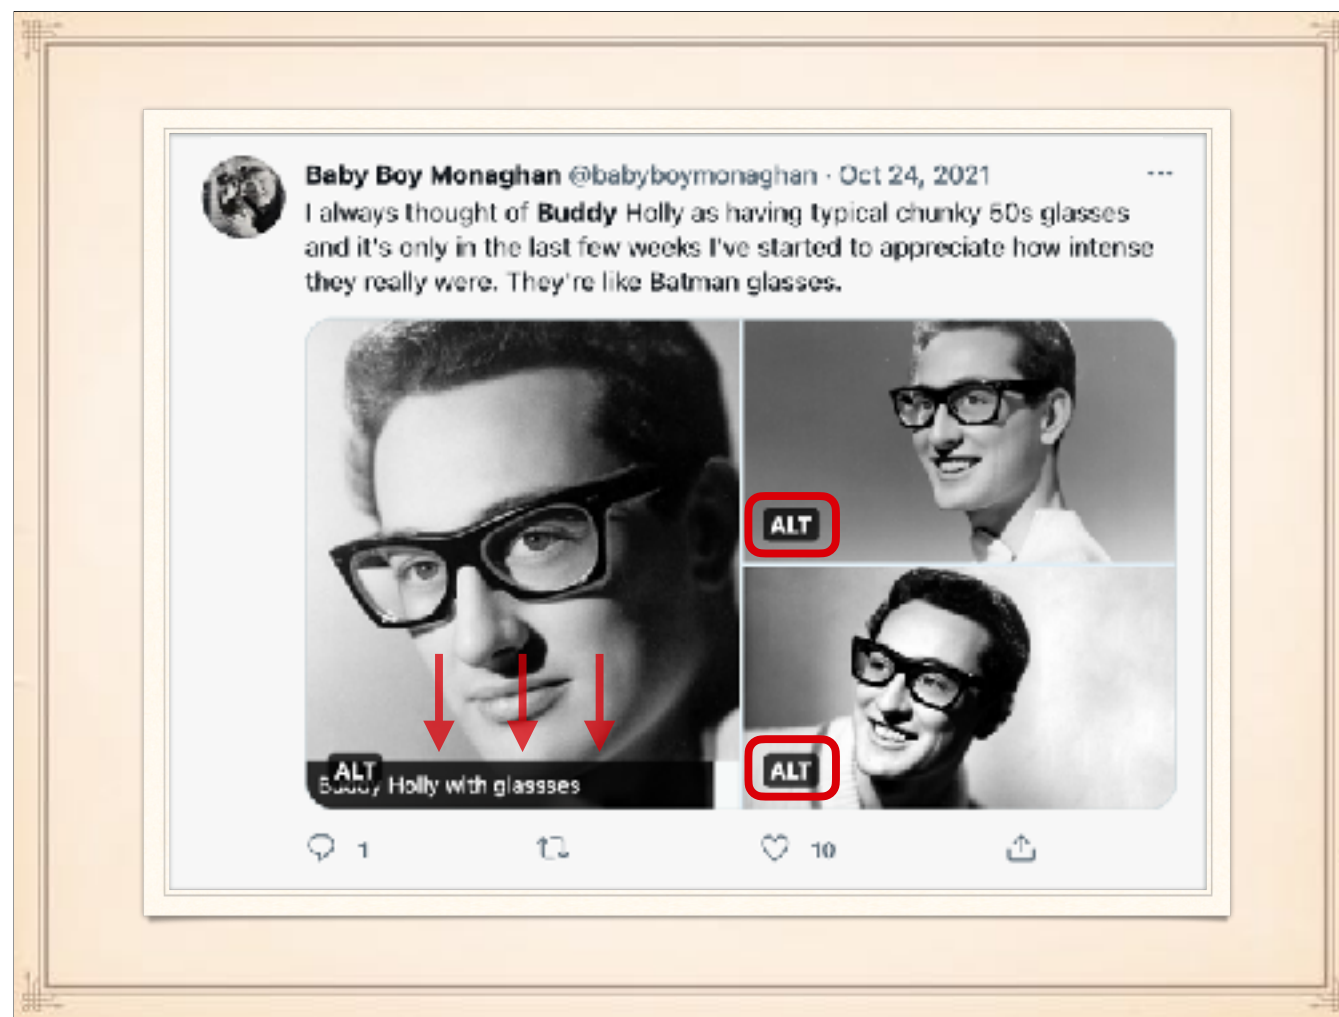 Baby Boy Monaghan @babyboymonaghan · Oct 24, 2021
I always thought of Buddy Holly as having typical chunky 50s glasses
and it's only in the last few weeks I've started to appreciate how intense
they really were. They're like Batman glasses.
ALT
ALT
Buddy Holly with glassses
ALT
1
10